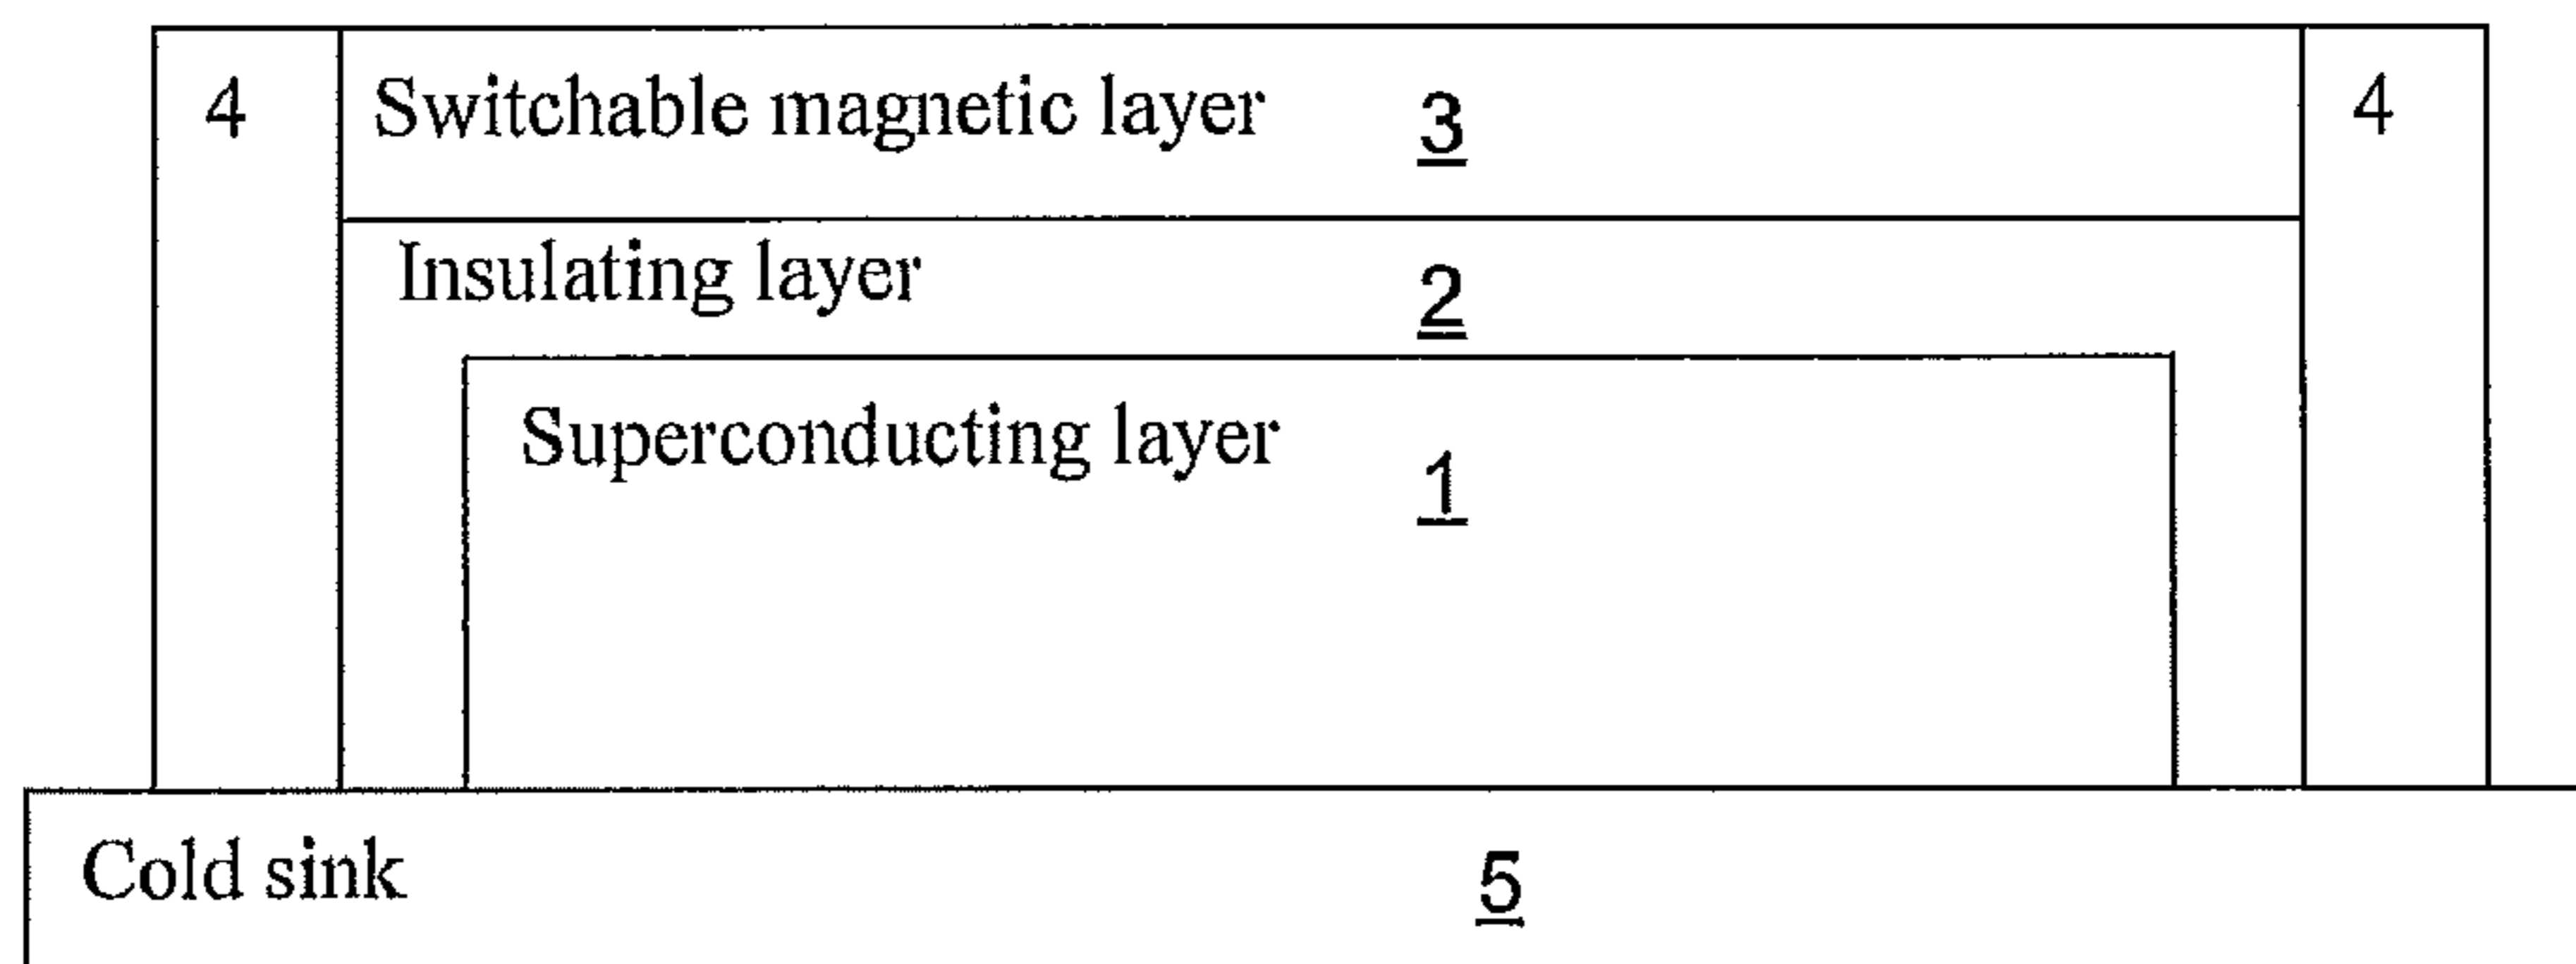 4 Switchable magnetic layer 3 4
Insulating layer 2
Superconducting layer 1
Cold sink 5